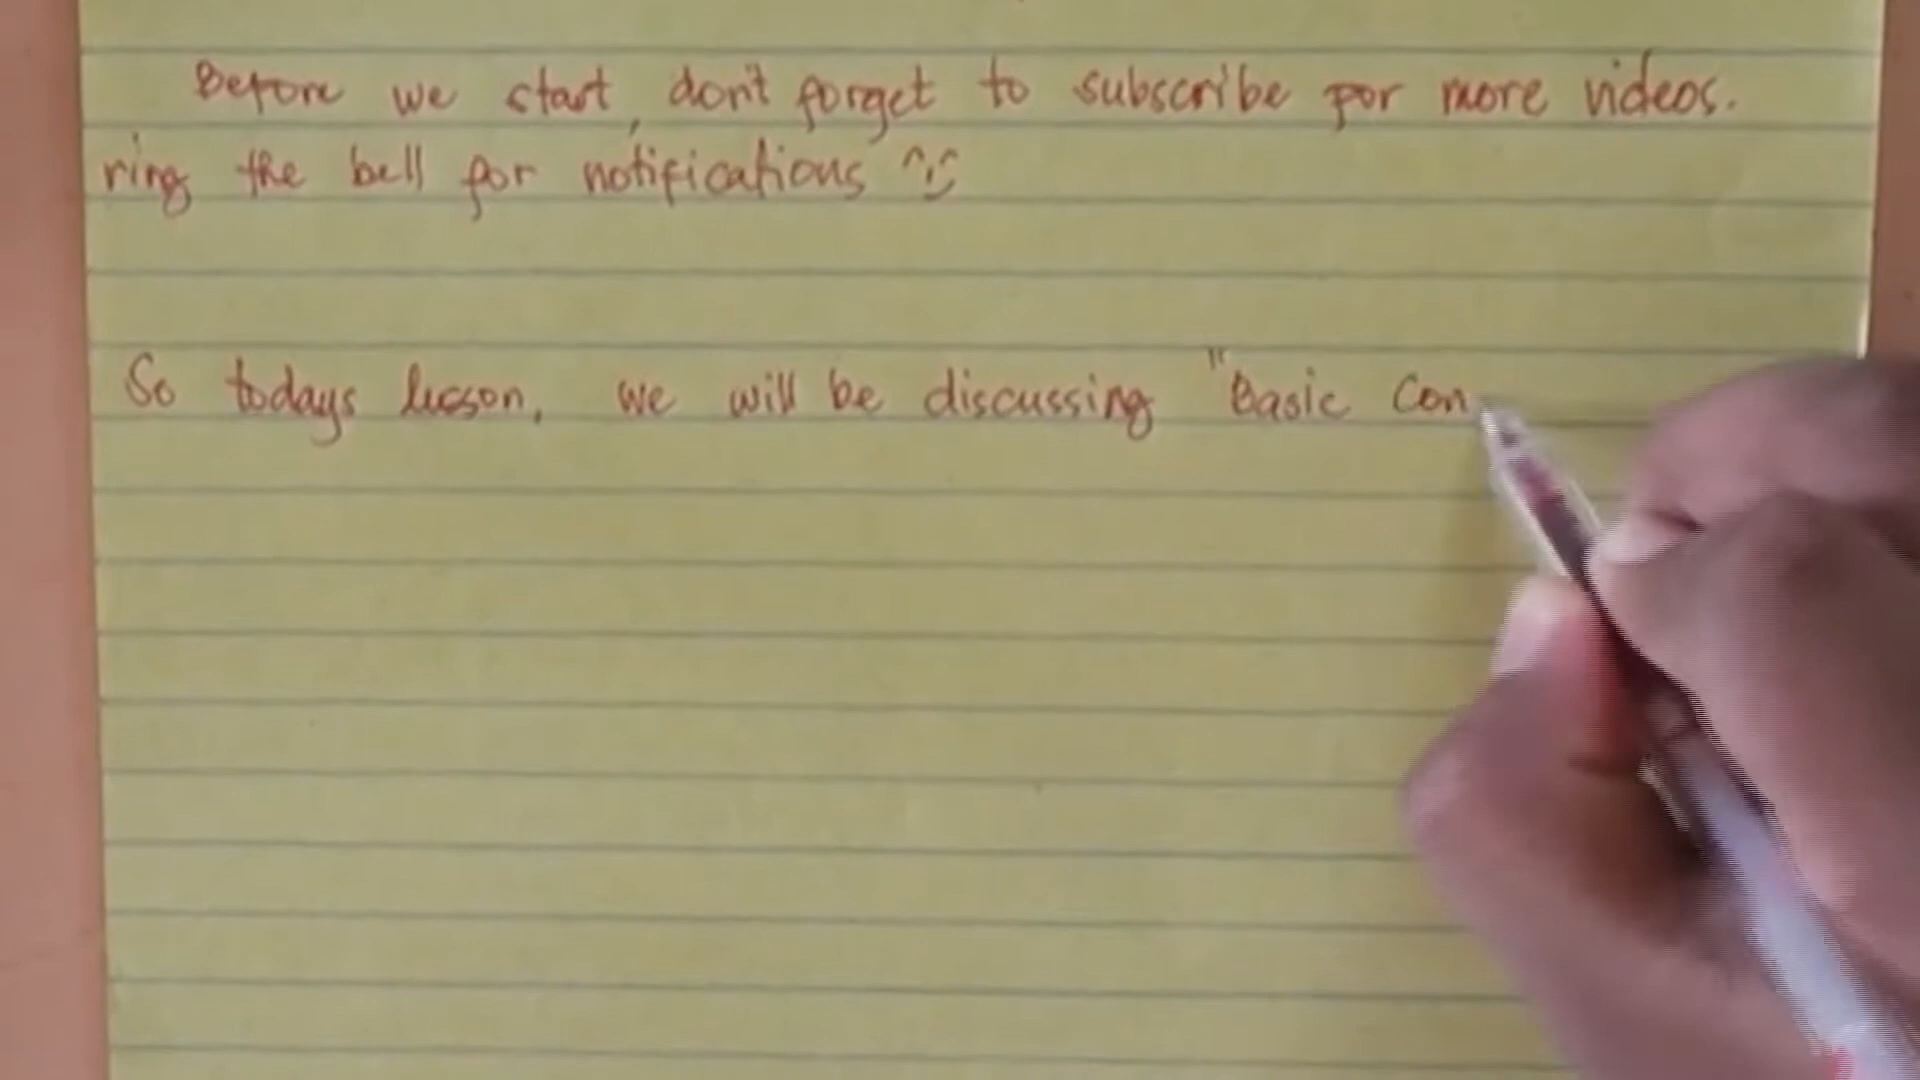 Before we start, don't forget to subscribe for more videos.
ring the bell for notifications ^;^
So todays lesson, we will be discussing "Basic Con